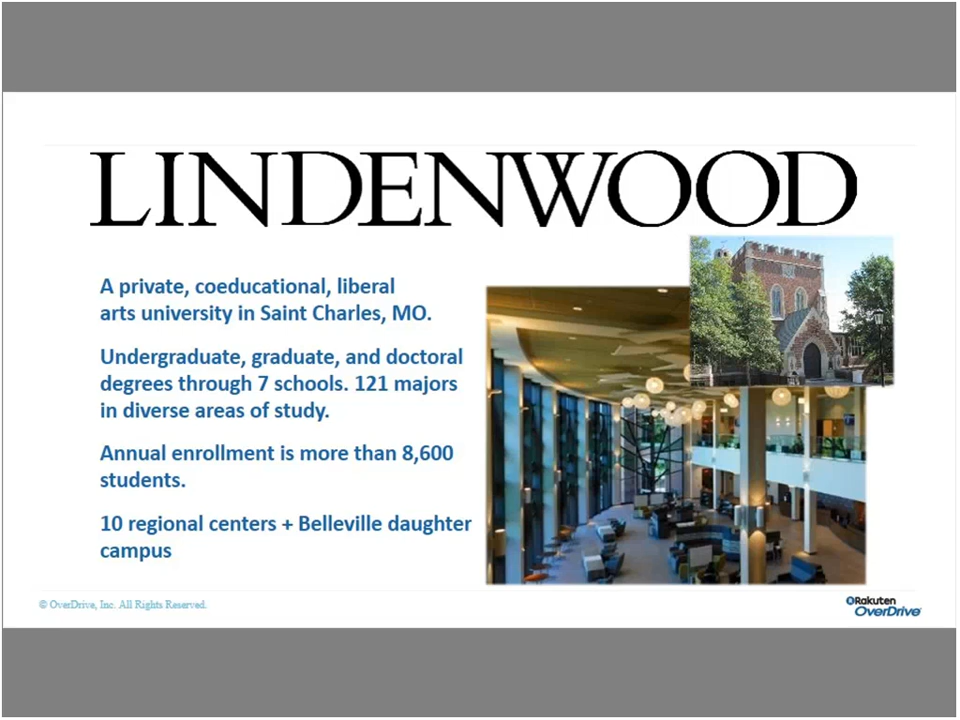 LINDENWOOD
A private, coeducational, liberal
arts university in Saint Charles, MO.
Undergraduate, graduate, and doctoral
degrees through 7 schools. 121 majors
in diverse areas of study.
Annual enrollment is more than 8,600
students.
10 regional centers + Belleville daughter
campus
© OverDrive, Inc. All Rights Reserved.
Rakuten
OverDrive